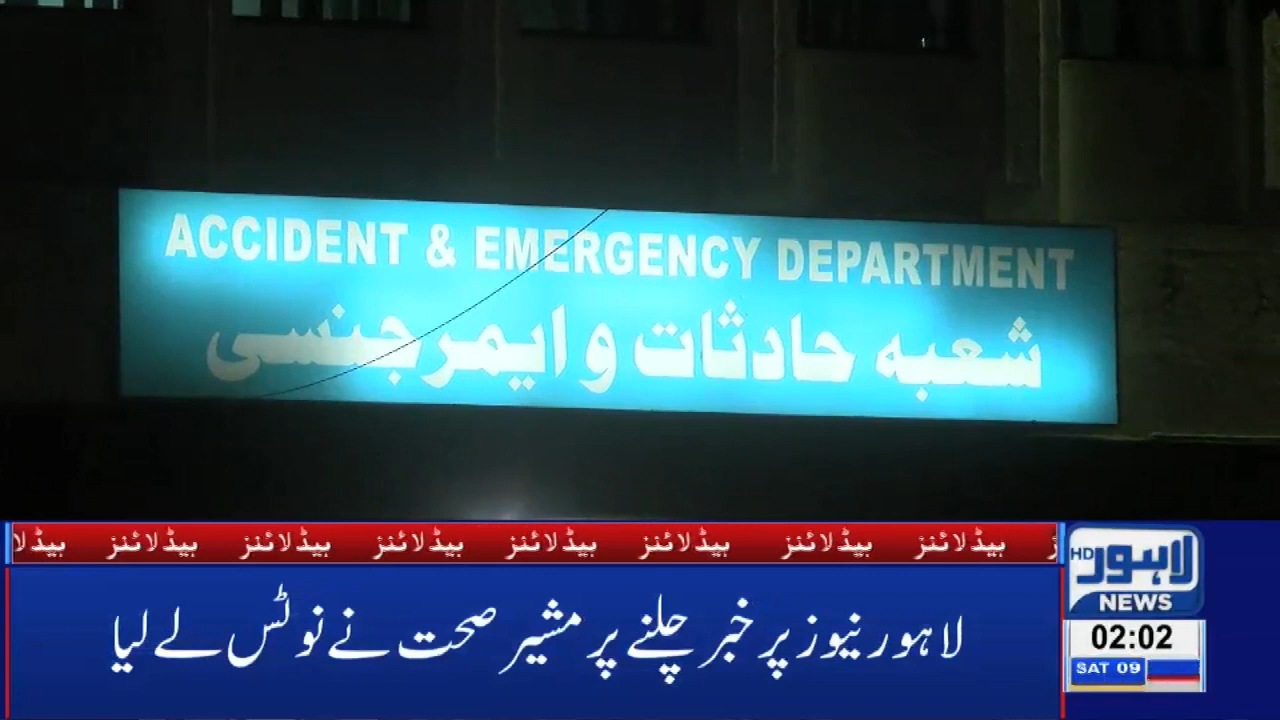 ACCIDENT & EMERGENCY DEPARTMENT
شعبہ حادثات و ایمرجنسی
ہیڈلائنز ہیڈلائنز ہیڈلائنز ہیڈلائنز ہیڈلائنز ہیڈلائنز ہیڈلائنز
لاہور نیوز پر خبر چلنے پر مشیر صحت نے نوٹس لے لیا
HD لاہور
NEWS
02:02
SAT 09